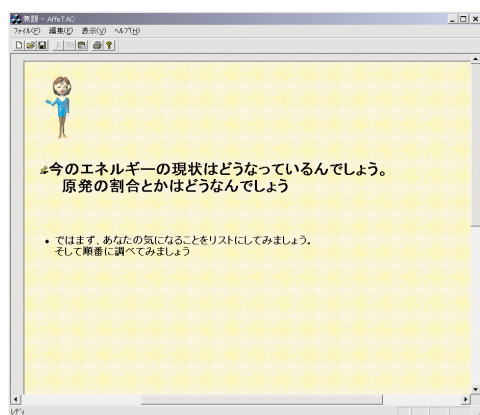 無題 - AffeTAC
ファイル(F) 編集(E) 表示(V) ヘルプ(H)
今のエネルギーの現状はどうなっているんでしょう。
原発の割合とかはどうなんでしょう
• ではまず、あなたの気になることをリストにしてみましょう。
そして順番に調べてみましょう
レディ